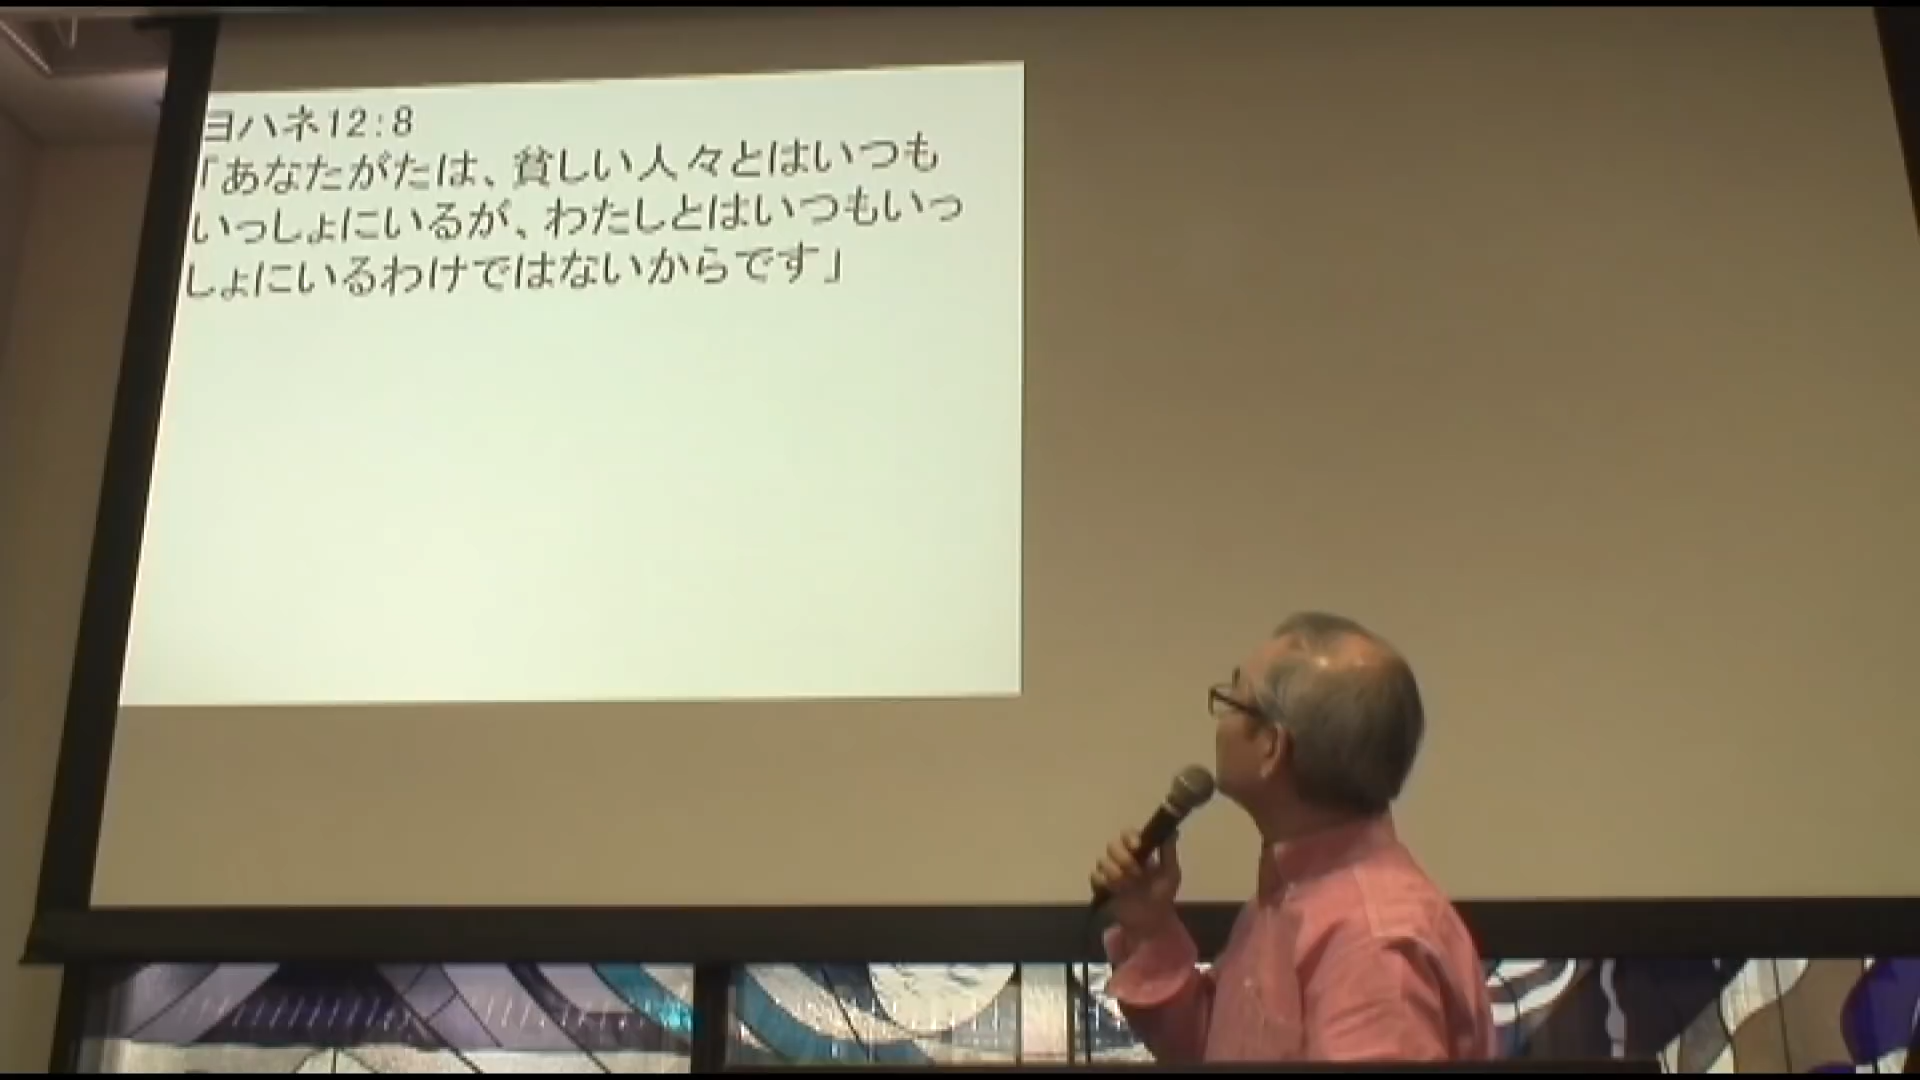 ヨハネ12:8
「あなたがたは、貧しい人々とはいつも
いっしょにいるが、わたしとはいつもいっ
しょにいるわけではないからです」